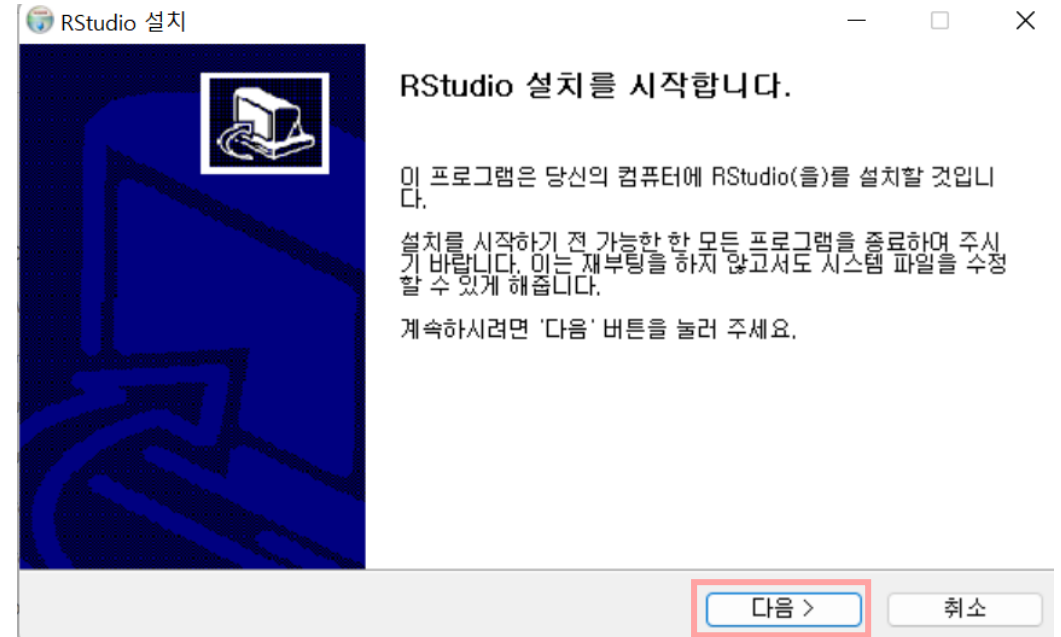 RStudio 설치
RStudio 설치를 시작합니다.
이 프로그램은 당신의 컴퓨터에 RStudio(을)를 설치할 것입니
다.
설치를 시작하기 전 가능한 한 모든 프로그램을 종료하여 주시
기 바랍니다. 이는 재부팅을 하지 않고서도 시스템 파일을 수정
할 수 있게 해줍니다.
계속하시려면 '다음' 버튼을 눌러 주세요.
다음 > 취소